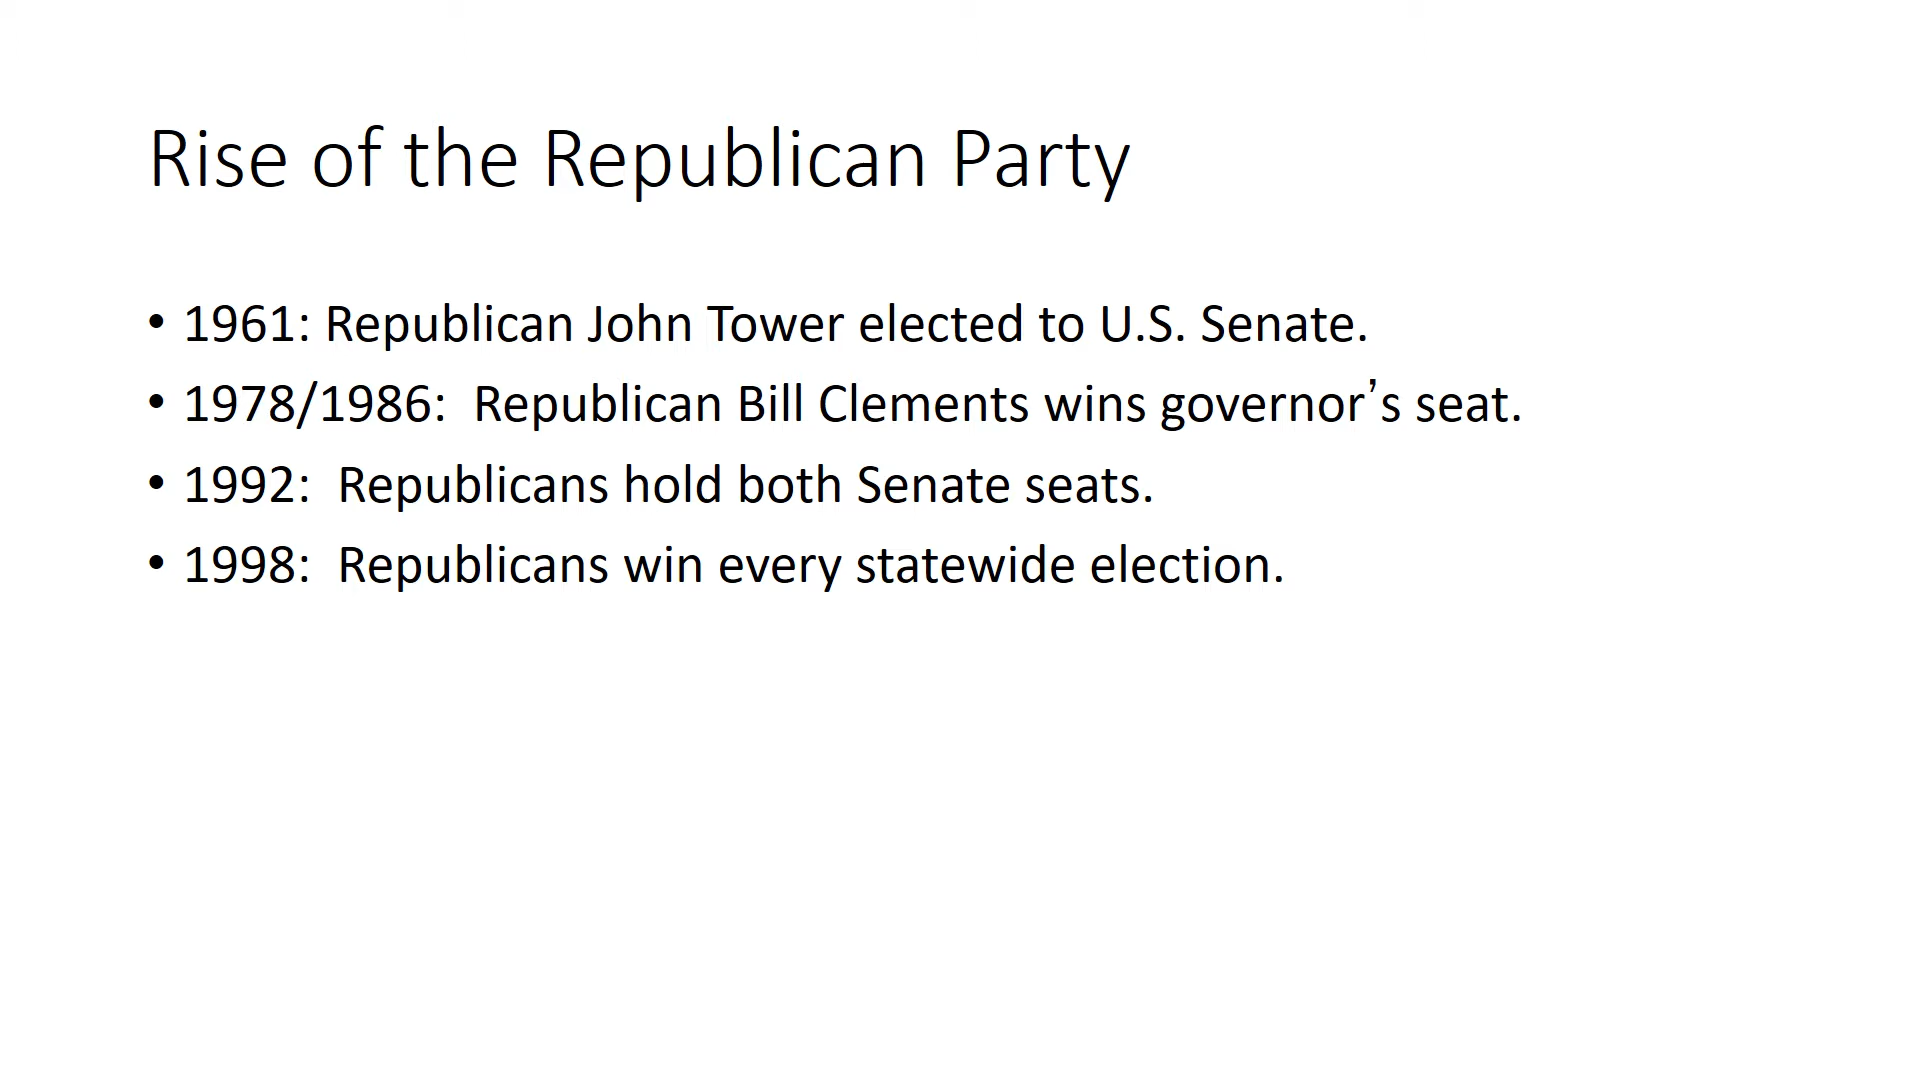 Rise of the Republican Party
• 1961: Republican John Tower elected to U.S. Senate.
• 1978/1986:  Republican Bill Clements wins governor’s seat.
• 1992:  Republicans hold both Senate seats.
• 1998:  Republicans win every statewide election.